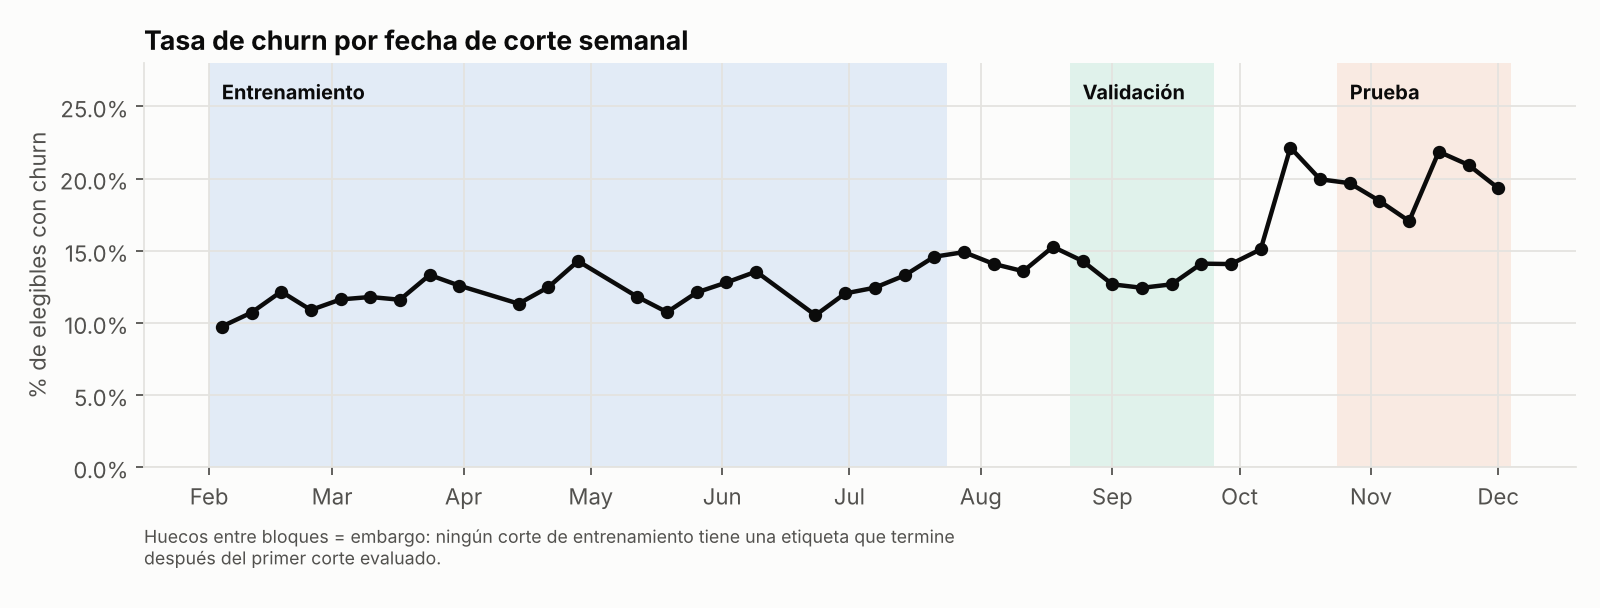 Tasa de churn por fecha de corte semanal
Entrenamiento
Validación
Prueba
% de elegibles con churn
25.0%
20.0%
15.0%
10.0%
5.0%
0.0%
Feb
Mar
Apr
May
Jun
Jul
Aug
Sep
Oct
Nov
Dec
Huecos entre bloques = embargo: ningún corte de entrenamiento tiene una etiqueta que termine
después del primer corte evaluado.